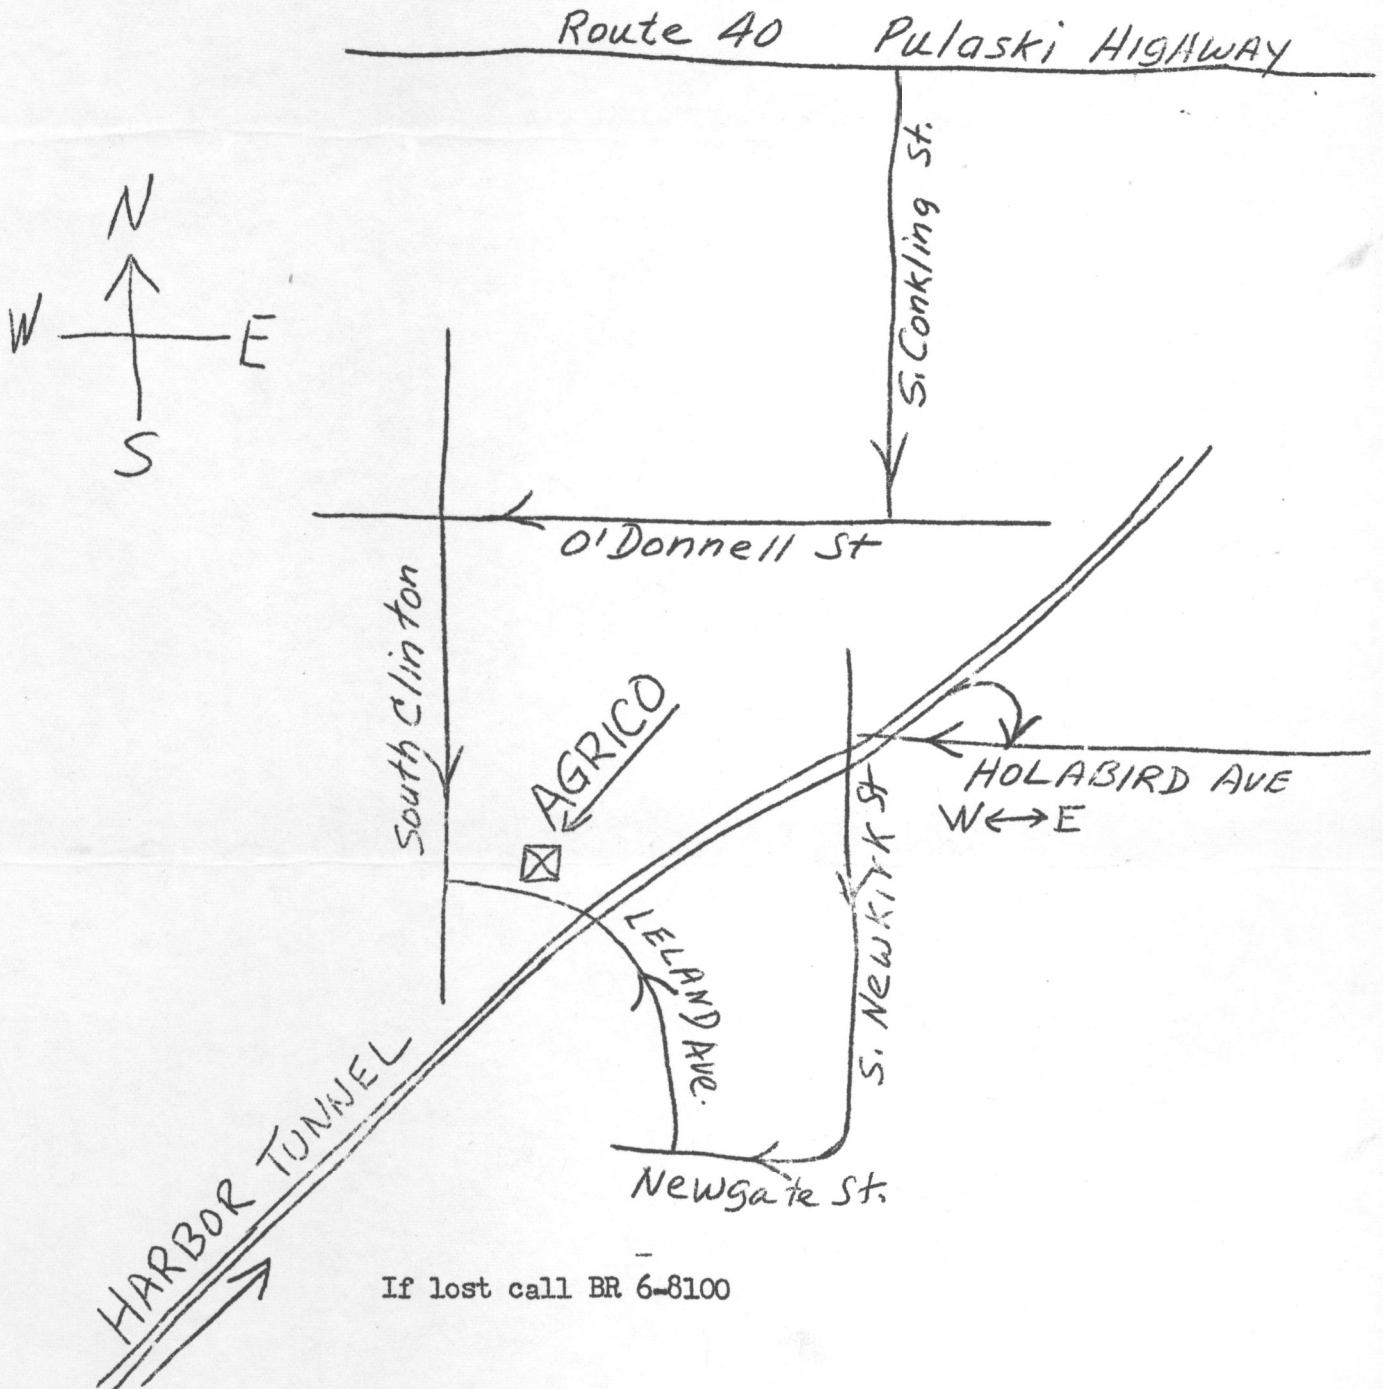 Route 40 Pulaski HIGHWAY
S. Conkling St.
N
W E
S
O'Donnell St
South Clinton
AGRICO
HOLABIRD AVE
W↔E
S. Newkirk St
LELAND AVE.
HARBOR TUNNEL
Newgate St.
If lost call BR 6-8100